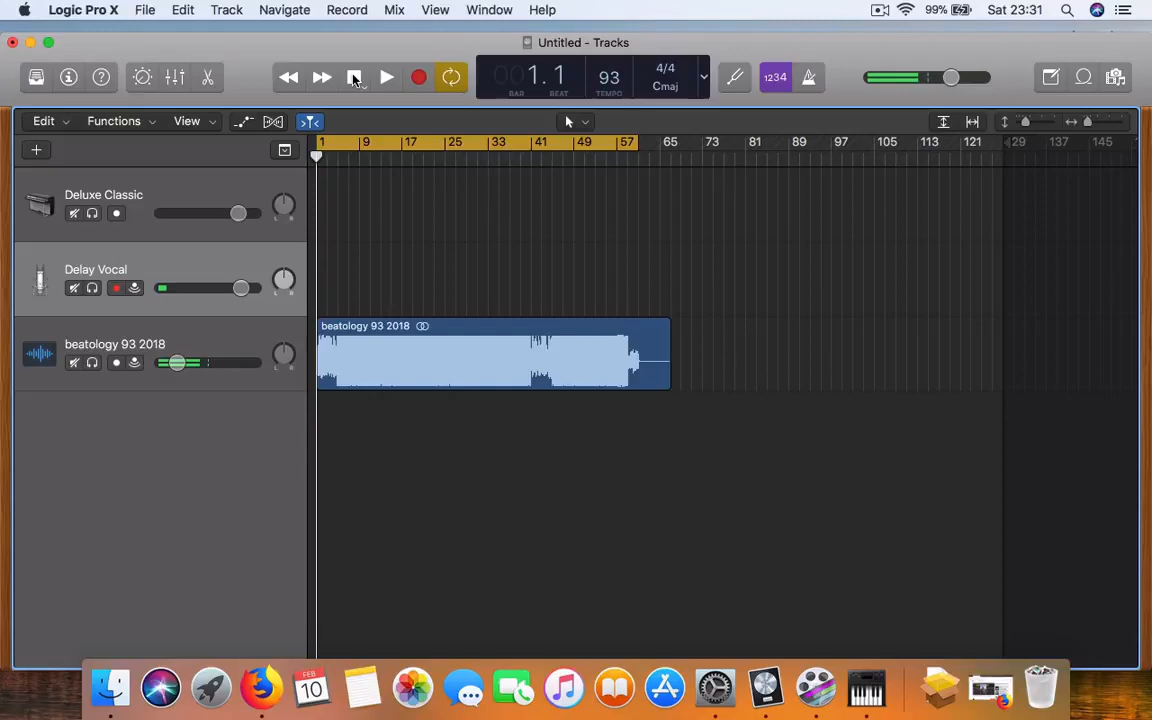 Logic Pro X File Edit Track Navigate Record Mix View Window Help 99% Sat 23:31
Untitled - Tracks
001. 1. 1 93 4/4
Cmaj
BAR BEAT TEMPO
1234
Edit Functions View
1 9 17 25 33 41 49 57 65 73 81 89 97 105 113 121 29 137 145
Deluxe Classic
L R
Delay Vocal
L R
beatology 93 2018
beatology 93 2018
L R
FEB
10